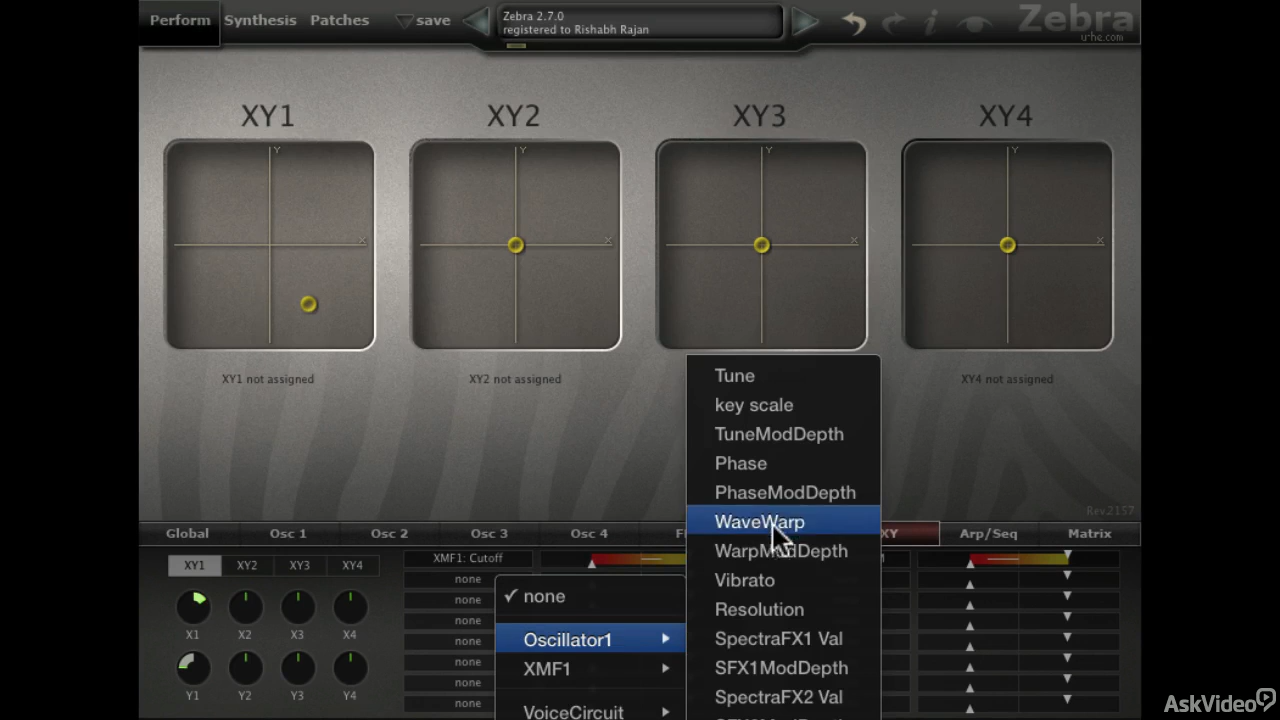 Perform Synthesis Patches save
Zebra 2.7.0
registered to Rishabh Rajan
Zebra
u-he.com
XY1 XY2 XY3 XY4
Y Y Y Y
X X X X
XY1 not assigned XY2 not assigned XY4 not assigned
Tune
key scale
TuneModDepth
Phase
PhaseModDepth
WaveWarp
WarpModDepth
Vibrato
Resolution
SpectraFX1 Val
SFX1ModDepth
SpectraFX2 Val
Rev.2157
Global Osc 1 Osc 2 Osc 3 Osc 4 XY Arp/Seq Matrix
XY1 XY2 XY3 XY4
X1 X2 X3 X4
Y1 Y2 Y3 Y4
XMF1: Cutoff
none
none
none
none
none
none
none
✓ none
Oscillator1
XMF1
VoiceCircuit
AskVideo